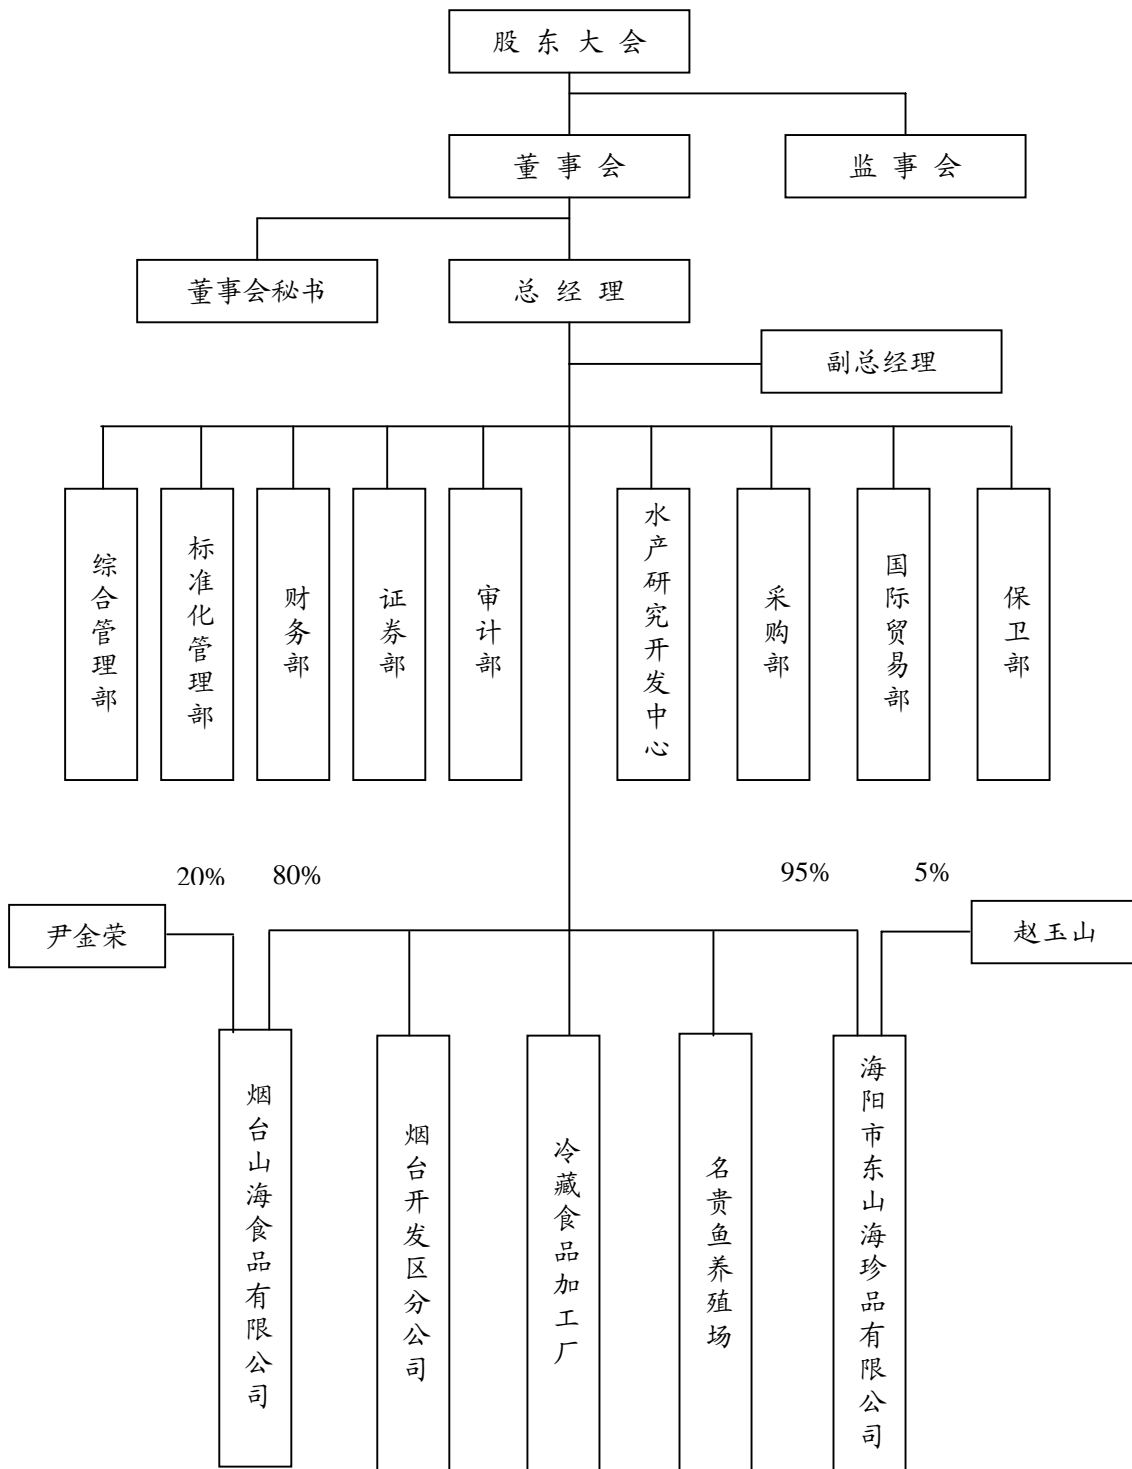 股东大会
董事会
监事会
董事会秘书
总经理
副总经理
综合管理部
标准化管理部
财务部
证券部
审计部
水产研究开发中心
采购部
国际贸易部
保卫部
20%
80%
95%
5%
尹金荣
赵玉山
烟台山海食品有限公司
烟台开发区分公司
冷藏食品加工厂
名贵鱼养殖场
海阳市东山海珍品有限公司